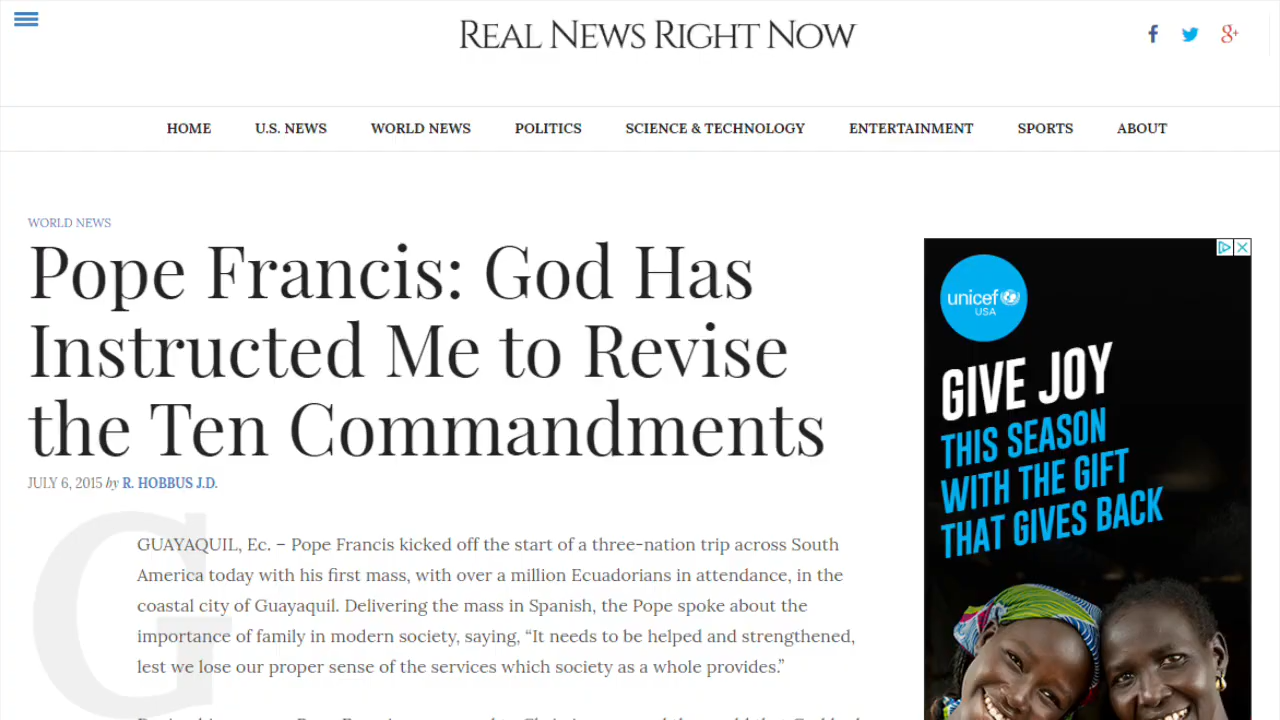 REAL NEWS RIGHT NOW
HOME U.S. NEWS WORLD NEWS POLITICS SCIENCE & TECHNOLOGY ENTERTAINMENT SPORTS ABOUT
WORLD NEWS
Pope Francis: God Has
Instructed Me to Revise
the Ten Commandments
JULY 6, 2015 by R. HOBBUS J.D.
G
GUAYAQUIL, Ec. – Pope Francis kicked off the start of a three-nation trip across South
America today with his first mass, with over a million Ecuadorians in attendance, in the
coastal city of Guayaquil. Delivering the mass in Spanish, the Pope spoke about the
importance of family in modern society, saying, “It needs to be helped and strengthened,
lest we lose our proper sense of the services which society as a whole provides.”
unicef
USA
GIVE JOY
THIS SEASON
WITH THE GIFT
THAT GIVES BACK